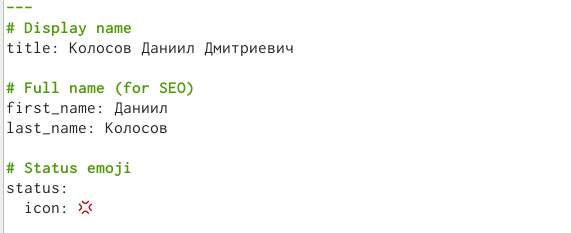 ---
# Display name
title: Колосов Даниил Дмитриевич
# Full name (for SEO)
first_name: Даниил
last_name: Колосов
# Status emoji
status:
  icon: 💢